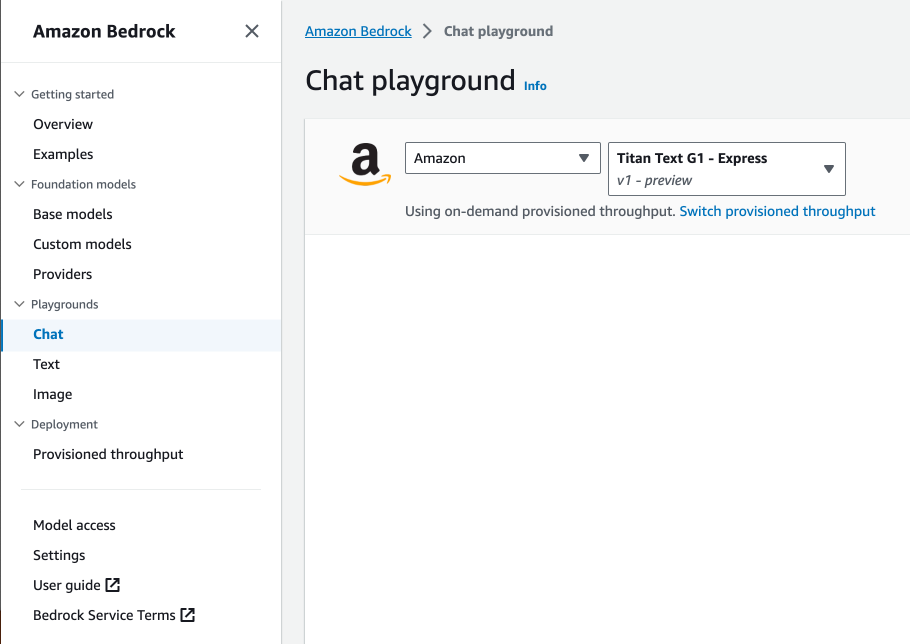 Amazon Bedrock
Getting started
Overview
Examples
Foundation models
Base models
Custom models
Providers
Playgrounds
Chat
Text
Image
Deployment
Provisioned throughput
Model access
Settings
User guide
Bedrock Service Terms
Amazon Bedrock > Chat playground
Chat playground Info
a
Amazon
Titan Text G1 - Express
v1 - preview
Using on-demand provisioned throughput. Switch provisioned throughput